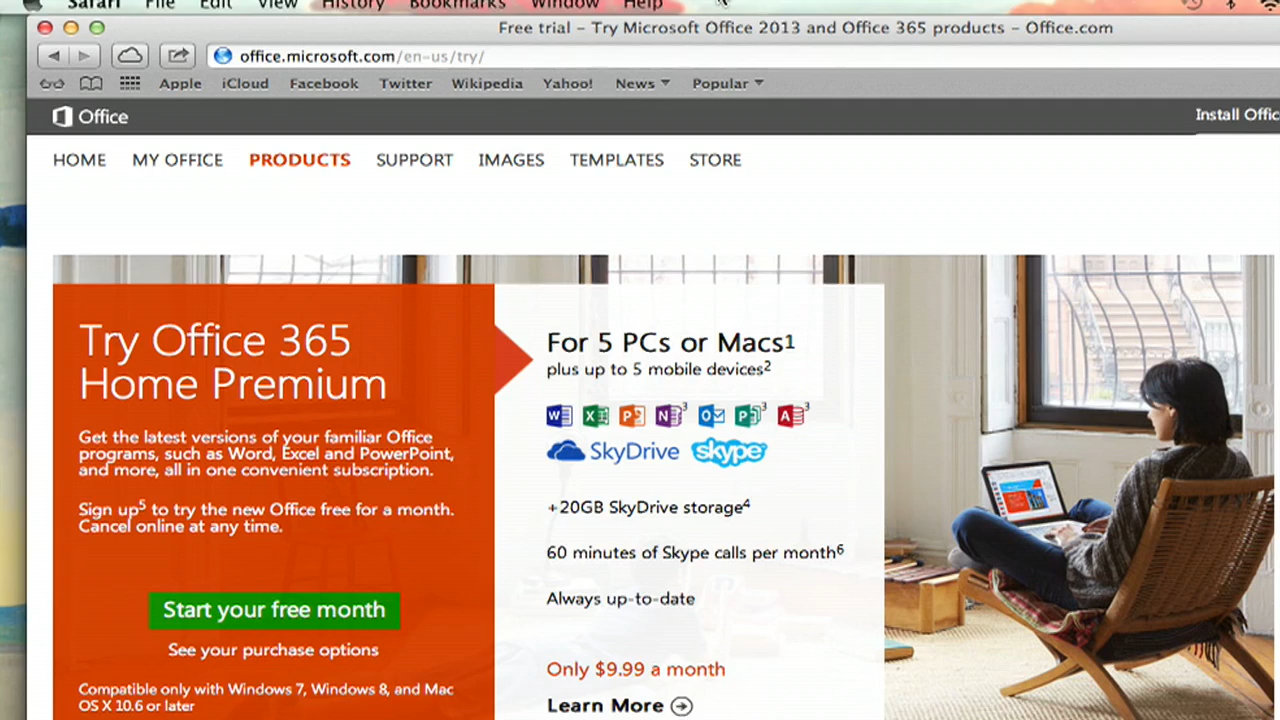 Safari File Edit View History Bookmarks Window Help
Free trial – Try Microsoft Office 2013 and Office 365 products – Office.com
office.microsoft.com/en-us/try/
Apple iCloud Facebook Twitter Wikipedia Yahoo! News Popular
Office
Install Offic
HOME MY OFFICE PRODUCTS SUPPORT IMAGES TEMPLATES STORE
Try Office 365
Home Premium
Get the latest versions of your familiar Office
programs, such as Word, Excel and PowerPoint,
and more, all in one convenient subscription.
Sign up5 to try the new Office free for a month.
Cancel online at any time.
Start your free month
See your purchase options
Compatible only with Windows 7, Windows 8, and Mac
OS X 10.6 or later
For 5 PCs or Macs1
plus up to 5 mobile devices2
W X P N3 O P3 A3
SkyDrive skype
+20GB SkyDrive storage4
60 minutes of Skype calls per month6
Always up-to-date
Only $9.99 a month
Learn More